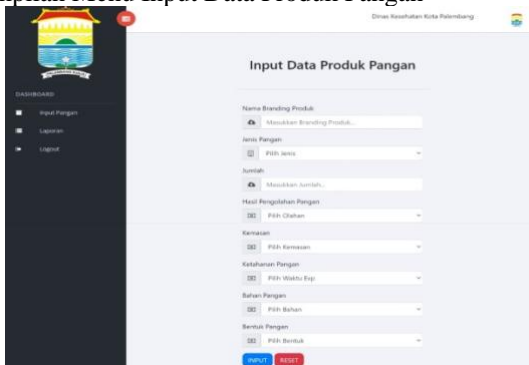 Menu Input Data Produk Pangan
Dinas Kesehatan Kota Palembang
DASHBOARD
Input Pangan
Laporan
Logout
Input Data Produk Pangan
Nama Branding Produk
Masukkan Branding Produk...
Jenis Pangan
Pilih Jenis
Jumlah
Masukkan Jumlah...
Hasil Pengolahan Pangan
Pilih Olahan
Kemasan
Pilih Kemasan
Ketahanan Pangan
Pilih Waktu Exp
Bahan Pangan
Pilih Bahan
Bentuk Pangan
Pilih Bentuk
INPUT RESET